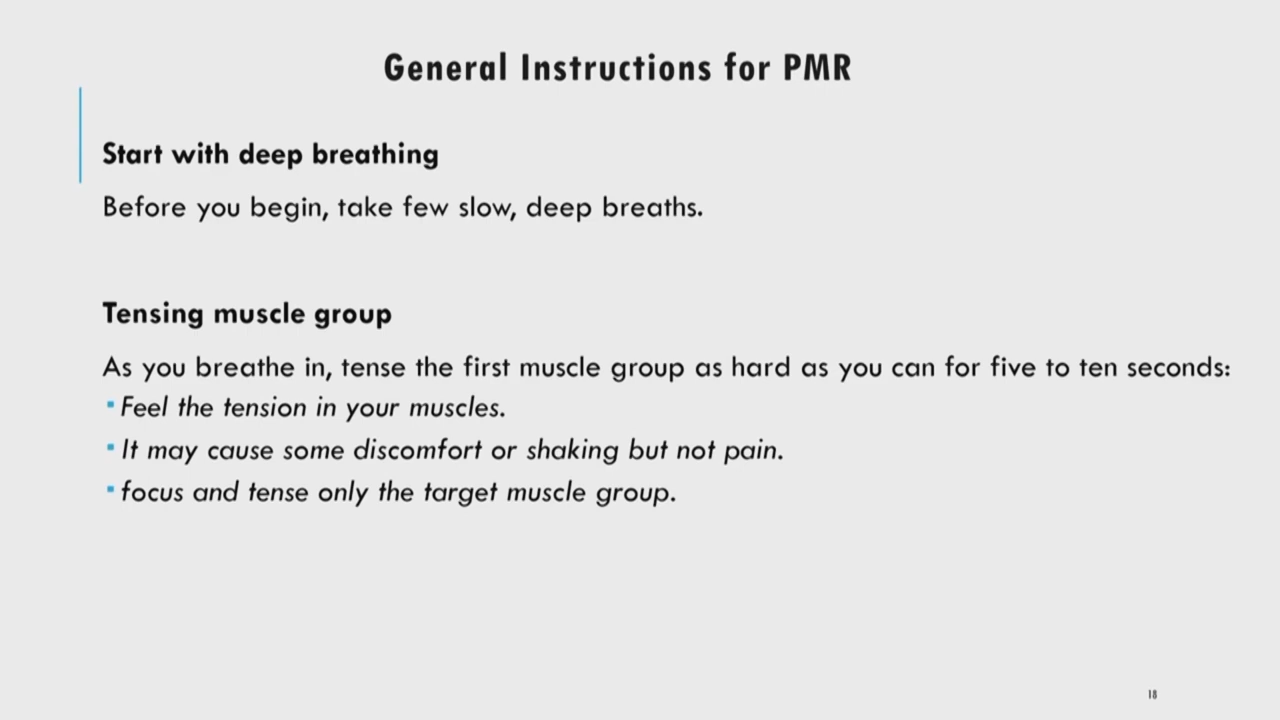 General Instructions for PMR
Start with deep breathing
Before you begin, take few slow, deep breaths.
Tensing muscle group
As you breathe in, tense the first muscle group as hard as you can for five to ten seconds:
▪ Feel the tension in your muscles.
▪ It may cause some discomfort or shaking but not pain.
▪ focus and tense only the target muscle group.
18